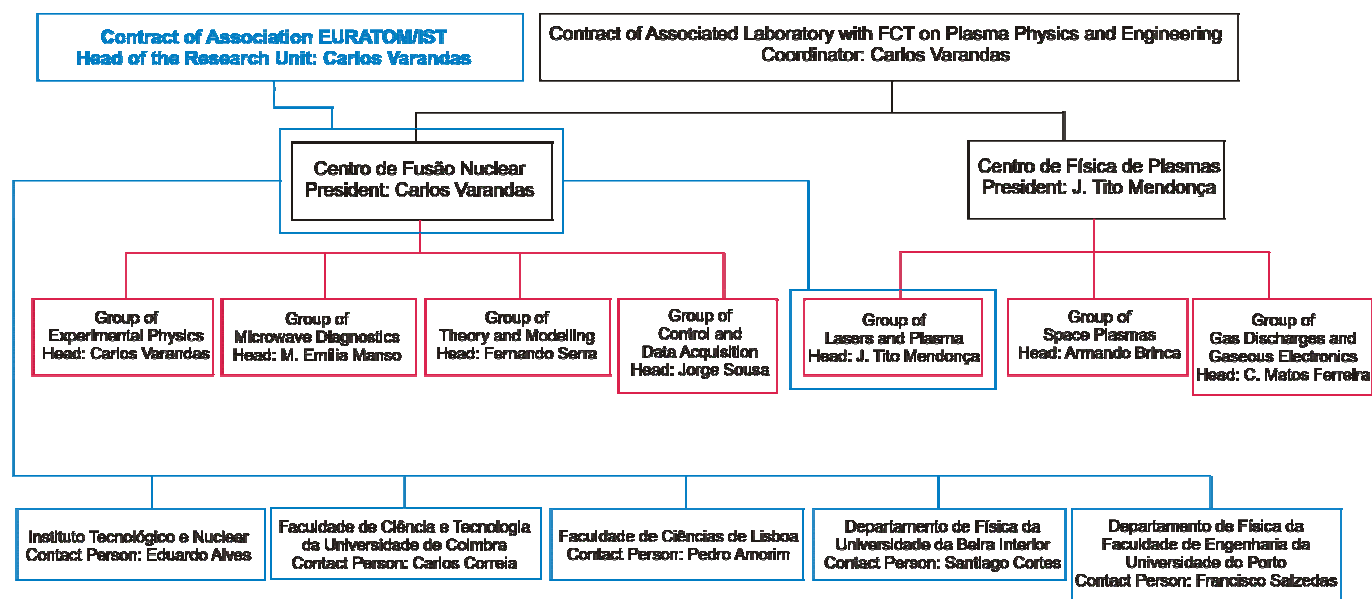 Contract of Association EURATOM/IST
Head of the Research Unit: Carlos Varandas
Contract of Associated Laboratory with FCT on Plasma Physics and Engineering
Coordinator: Carlos Varandas
Centro de Fusão Nuclear
President: Carlos Varandas
Centro de Física de Plasmas
President: J. Tito Mendonça
Group of
Experimental Physics
Head: Carlos Varandas
Group of
Microwave Diagnostics
Head: M. Emilia Manso
Group of
Theory and Modelling
Head: Fernando Serra
Group of
Control and
Data Acquisition
Head: Jorge Sousa
Group of
Lasers and Plasma
Head: J. Tito Mendonça
Group of
Space Plasmas
Head: Armando Brinca
Group of
Gas Discharges and
Gaseous Electronics
Head: C. Matos Ferreira
Instituto Tecnológico e Nuclear
Contact Person: Eduardo Alves
Faculdade de Ciência e Tecnologia
da Universidade de Coimbra
Contact Person: Carlos Correia
Faculdade de Ciências de Lisboa
Contact Person: Pedro Amorim
Departamento de Física da
Universidade da Beira Interior
Contact Person: Santiago Cortes
Departamento de Física da
Faculdade de Engenharia da
Universidade do Porto
Contact Person: Francisco Salzedas